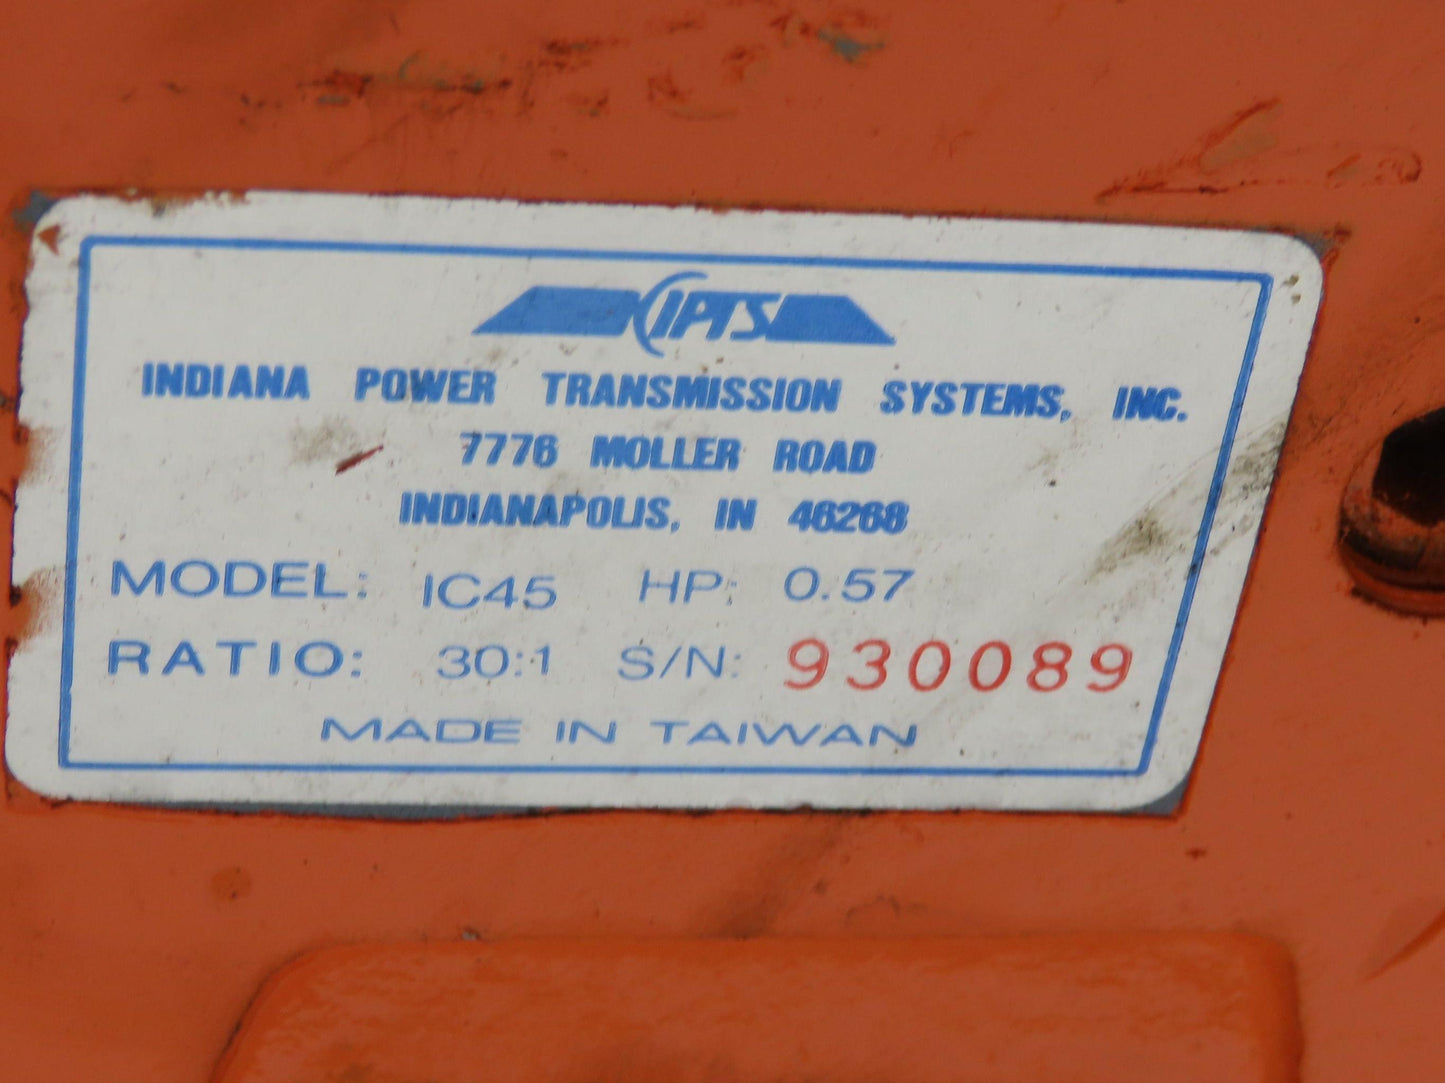 IPTS
INDIANA POWER TRANSMISSION SYSTEMS, INC.
7776 MOLLER ROAD
INDIANAPOLIS, IN 46268
MODEL: IC45 HP: 0.57
RATIO: 30:1 S/N: 930089
MADE IN TAIWAN